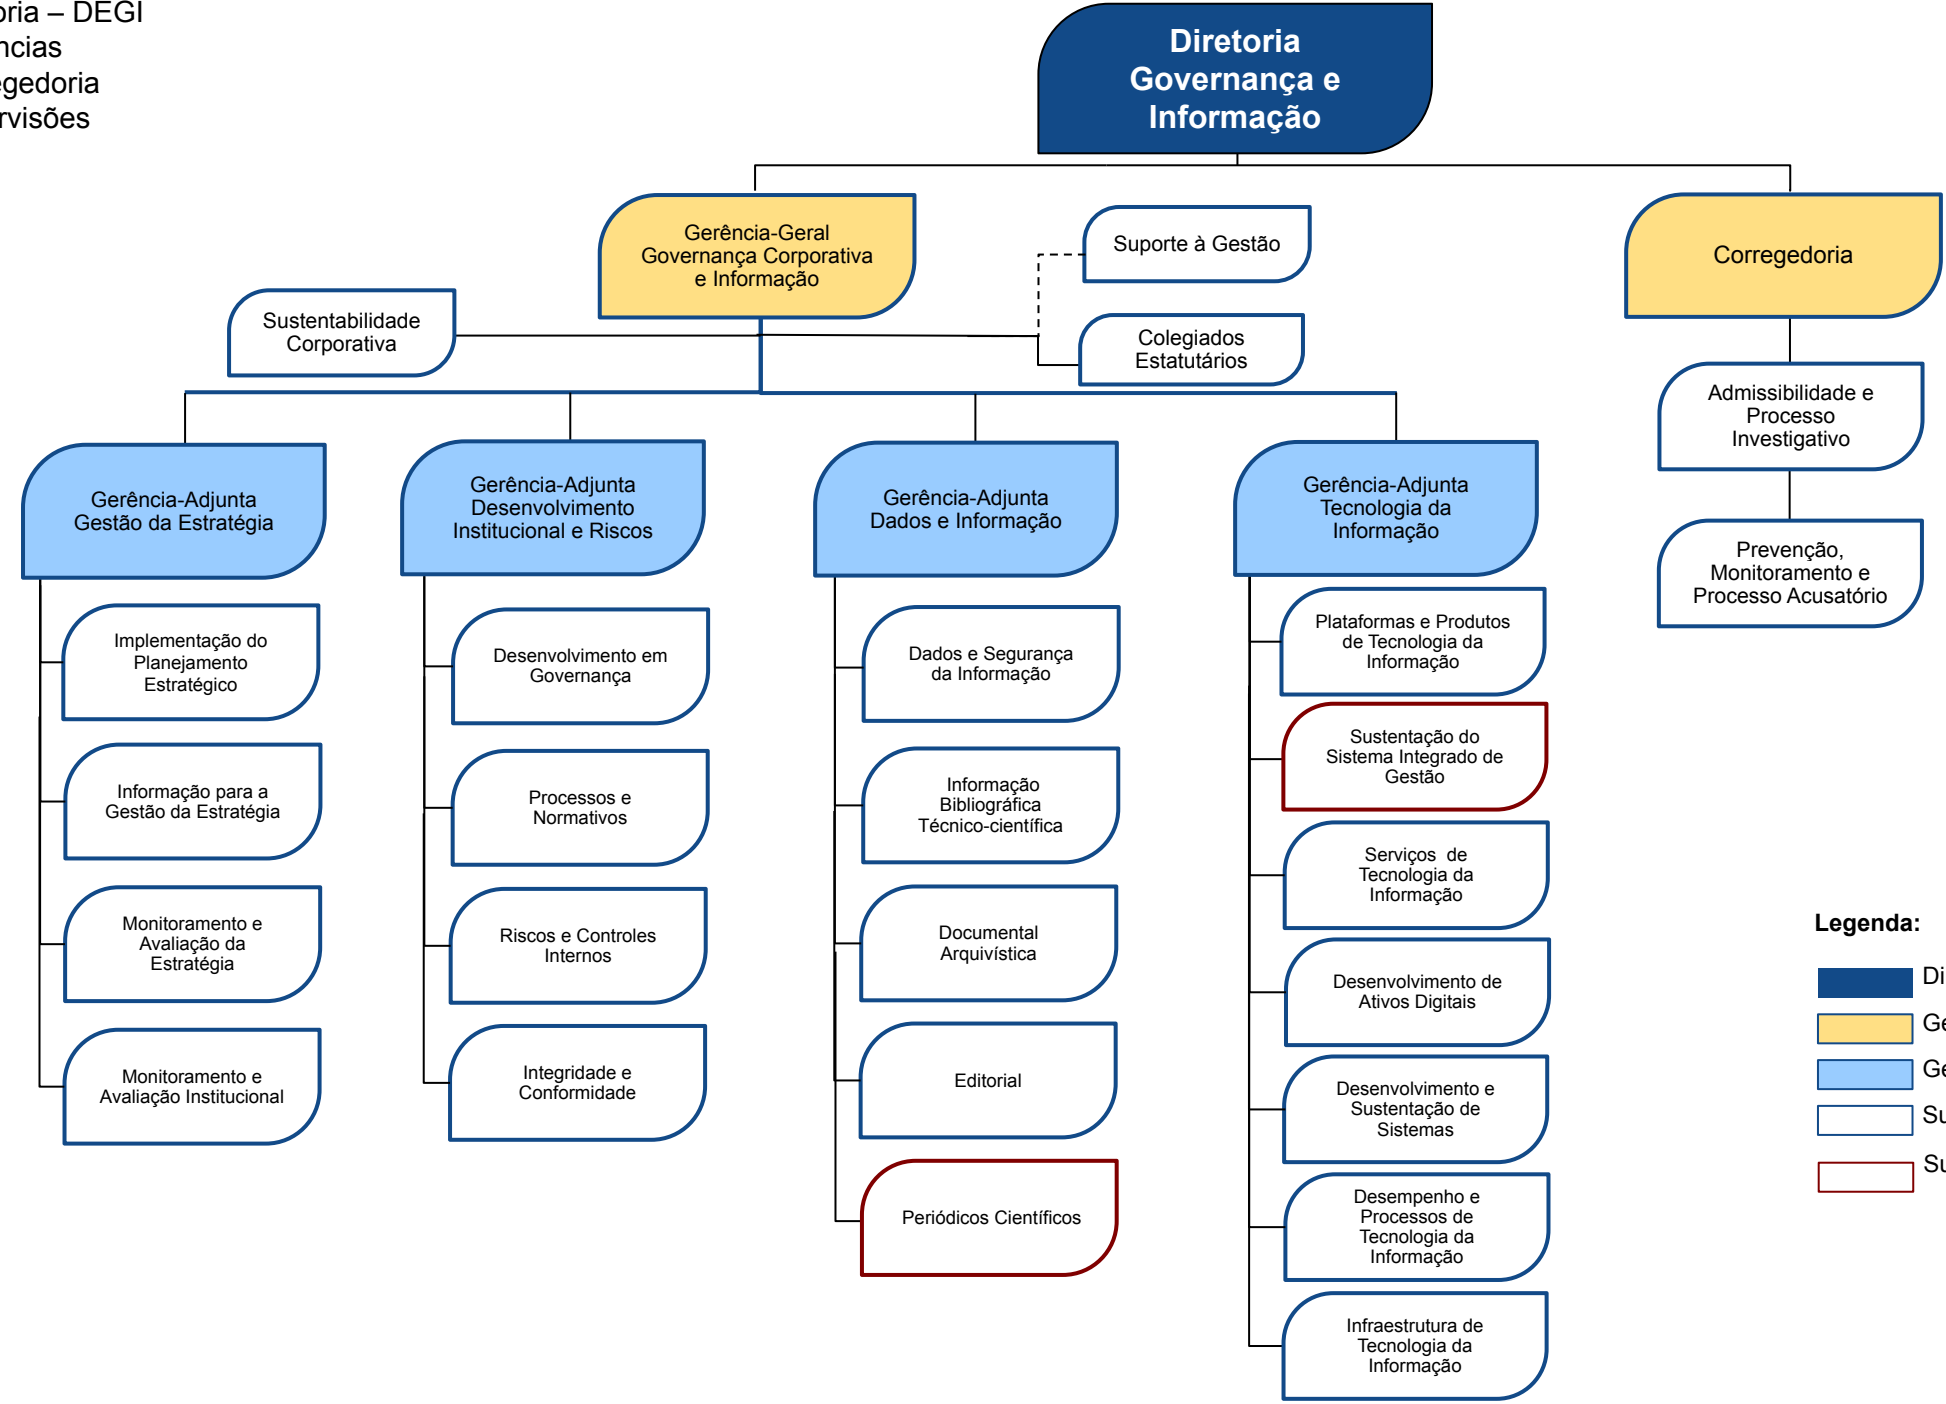 oria – DEGI
ncias
egedoria
rvisões
Diretoria
Governança e
Informação
Gerência-Geral
Governança Corporativa
e Informação
Suporte à Gestão
Corregedoria
Sustentabilidade
Corporativa
Colegiados
Estatutários
Admissibilidade e
Processo
Investigativo
Prevenção,
Monitoramento e
Processo Acusatório
Gerência-Adjunta
Gestão da Estratégia
Implementação do
Planejamento
Estratégico
Informação para a
Gestão da Estratégia
Monitoramento e
Avaliação da
Estratégia
Monitoramento e
Avaliação Institucional
Gerência-Adjunta
Desenvolvimento
Institucional e Riscos
Desenvolvimento em
Governança
Processos e
Normativos
Riscos e Controles
Internos
Integridade e
Conformidade
Gerência-Adjunta
Dados e Informação
Dados e Segurança
da Informação
Informação
Bibliográfica
Técnico-científica
Documental
Arquivística
Editorial
Periódicos Científicos
Gerência-Adjunta
Tecnologia da
Informação
Plataformas e Produtos
de Tecnologia da
Informação
Sustentação do
Sistema Integrado de
Gestão
Serviços de
Tecnologia da
Informação
Desenvolvimento de
Ativos Digitais
Desenvolvimento e
Sustentação de
Sistemas
Desempenho e
Processos de
Tecnologia da
Informação
Infraestrutura de
Tecnologia da
Informação
Legenda:
Di
Ge
Ge
Su
Su